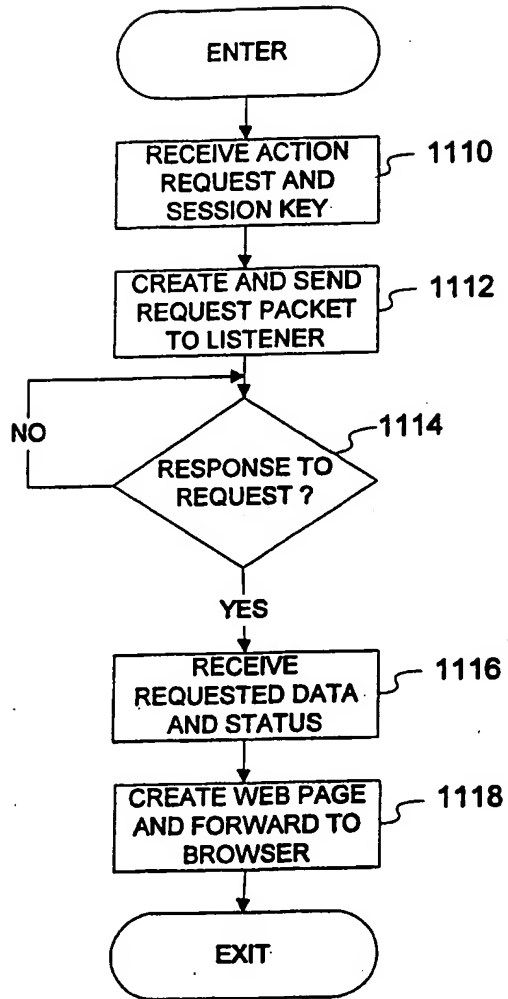 ENTER
RECEIVE ACTION
REQUEST AND
SESSION KEY
1110
CREATE AND SEND
REQUEST PACKET
TO LISTENER
1112
NO
RESPONSE TO
REQUEST ?
1114
YES
RECEIVE
REQUESTED DATA
AND STATUS
1116
CREATE WEB PAGE
AND FORWARD TO
BROWSER
1118
EXIT